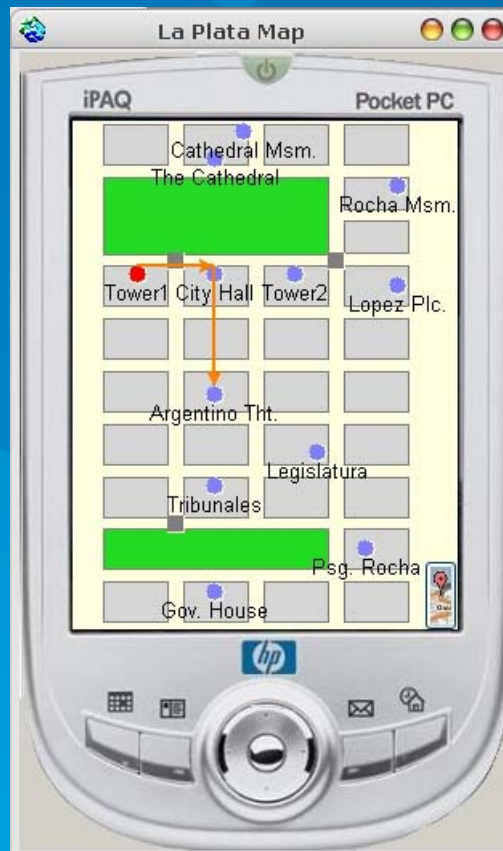 La Plata Map
iPAQ
Pocket PC
Cathedral Msm.
The Cathedral
Rocha Msm.
Tower1
City Hall
Tower2
Lopez Plc.
Argentino Tht.
Legislatura
Tribunales
Psg. Rocha
Gov. House
hp